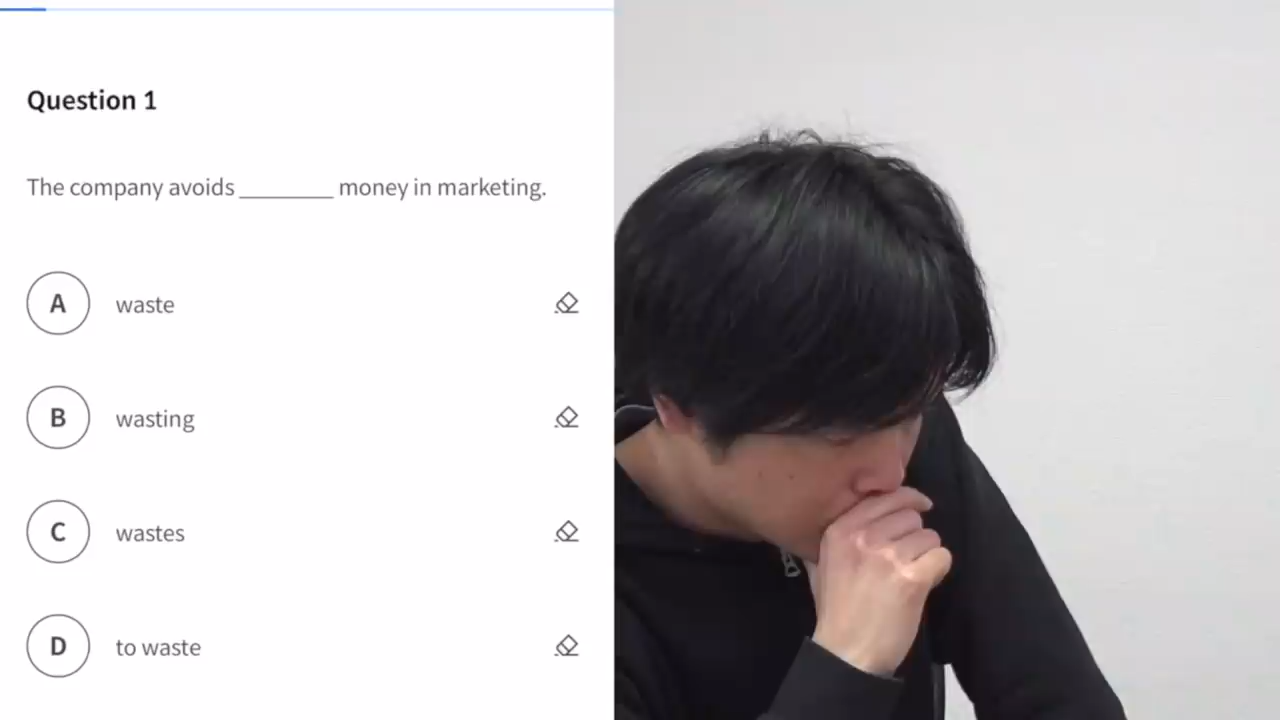 Question 1
The company avoids ________ money in marketing.
A waste
B wasting
C wastes
D to waste